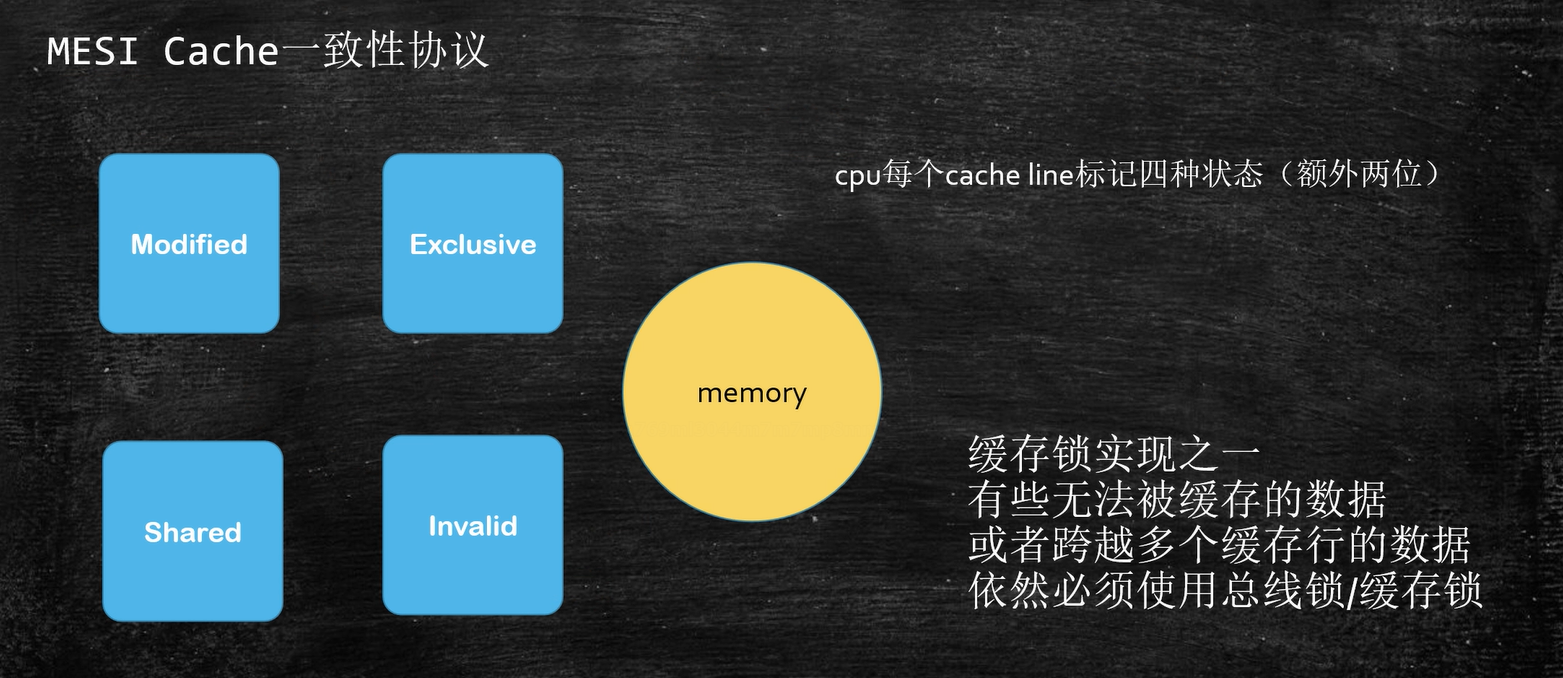 MESI Cache一致性协议
cpu每个cache line标记四种状态（额外两位）
Modified
Exclusive
memory
Shared
Invalid
缓存锁实现之一
有些无法被缓存的数据
或者跨越多个缓存行的数据
依然必须使用总线锁/缓存锁